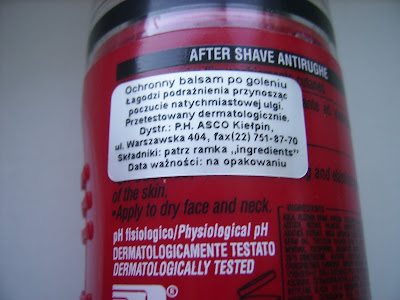 AFTER SHAVE ANTIRUGHE
Ochronny balsam po goleniu
Łagodzi podrażnienia przynosząc
poczucie natychmiastowej ulgi.
Przetestowany dermatologicznie.
Dystr.: P.H. ASCO Kiełpin,
ul. Warszawska 404, fax(22) 751-87-70
Składniki: patrz ramka „ingredients"
Data ważności: na opakowaniu
of the skin.
•Apply to dry face and neck.
pH fisiologico/Physiological pH
DERMATOLOGICAMENTE TESTATO
DERMATOLOGICALLY TESTED
INGREDIENTS:
®